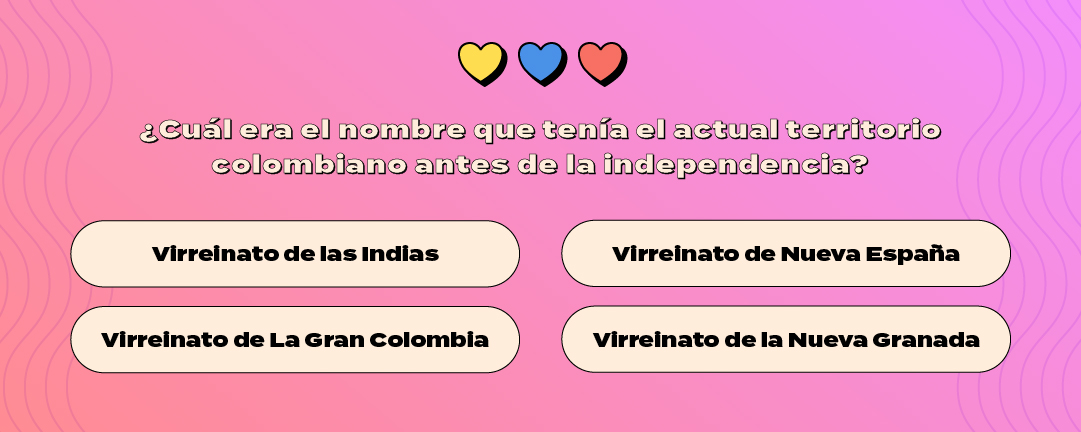 ¿Cuál era el nombre que tenía el actual territorio
colombiano antes de la independencia?
Virreinato de las Indias
Virreinato de Nueva España
Virreinato de La Gran Colombia
Virreinato de la Nueva Granada